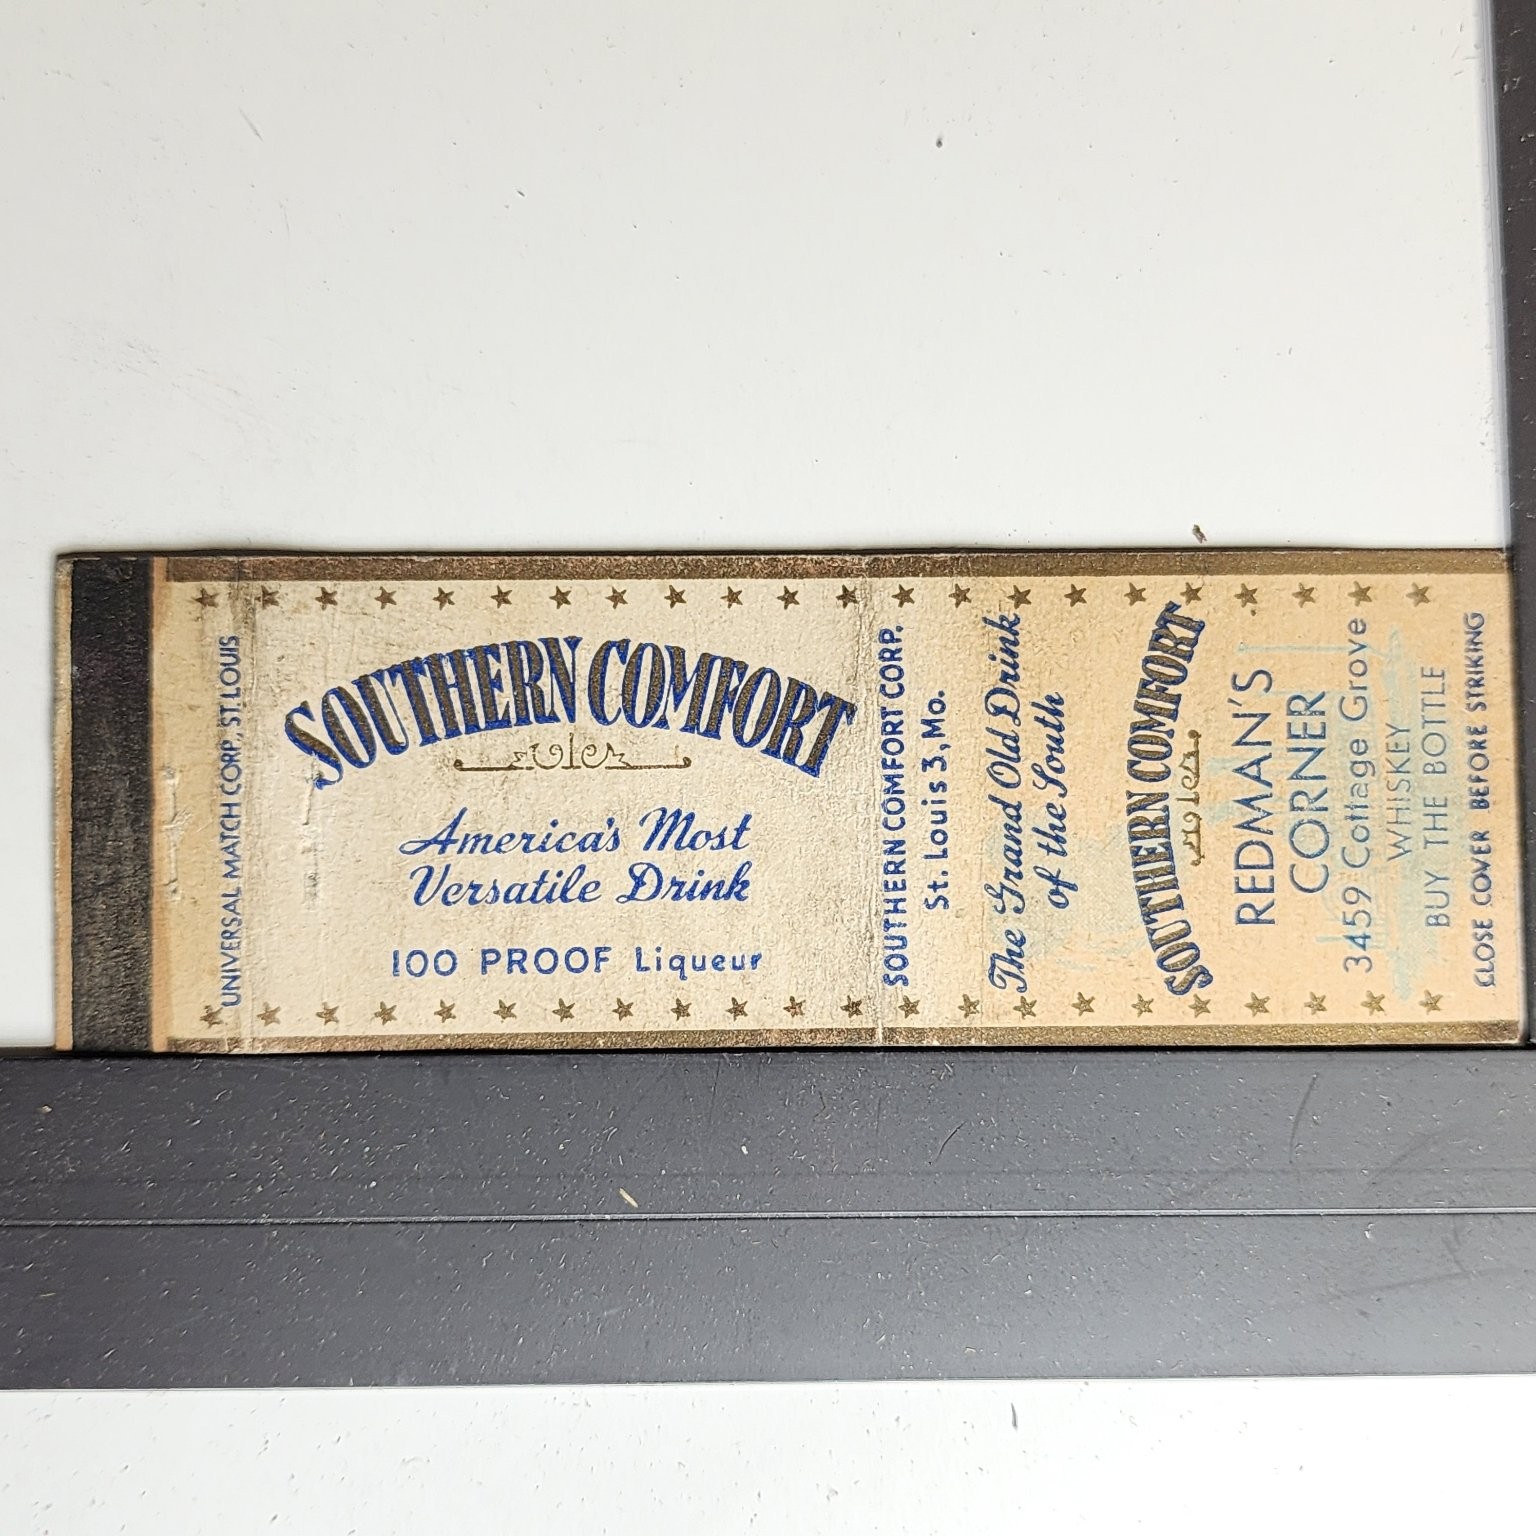 UNIVERSAL MATCH CORP., ST. LOUIS
SOUTHERN COMFORT
America's Most
Versatile Drink
100 PROOF Liqueur
SOUTHERN COMFORT CORP.
St. Louis 3, Mo.
The Grand Old Drink
of the South
SOUTHERN COMFORT
REDMAN'S
CORNER
3459 Cottage Grove
WHISKEY
BUY THE BOTTLE
CLOSE COVER BEFORE STRIKING